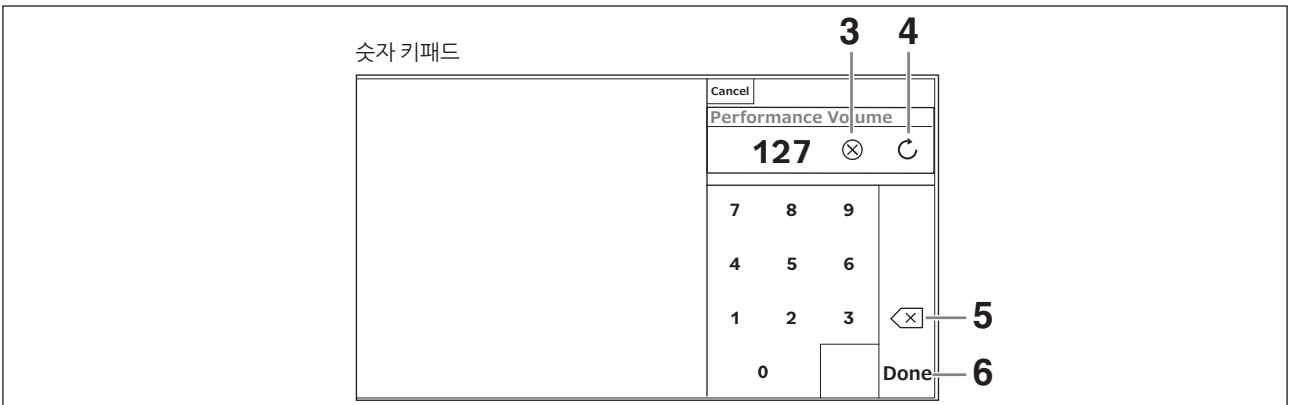 3 4
숫자 키패드
Cancel
Performance Volume
127
7 8 9
4 5 6
1 2 3
5
0
Done
6